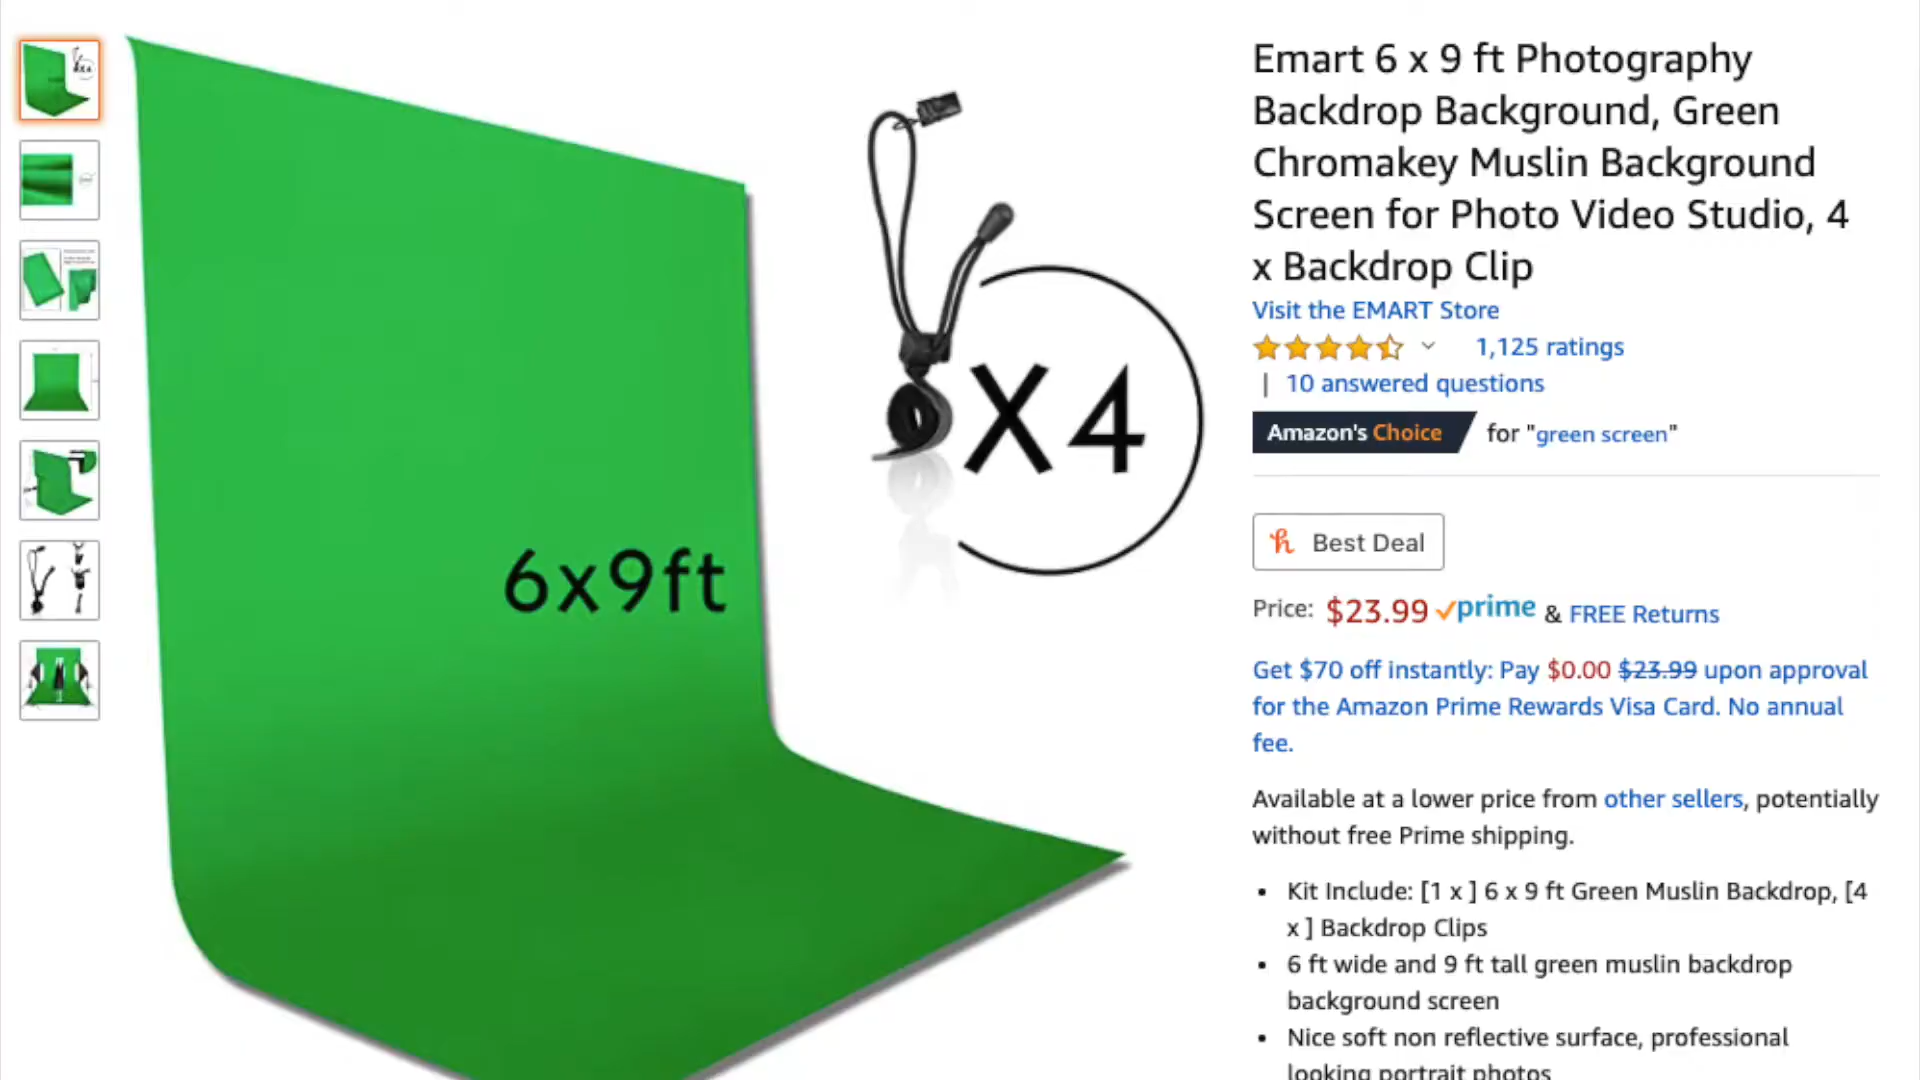 6x9ft
X4
Emart 6 x 9 ft Photography
Backdrop Background, Green
Chromakey Muslin Background
Screen for Photo Video Studio, 4
x Backdrop Clip
Visit the EMART Store
1,125 ratings
| 10 answered questions
Amazon's Choice for "green screen"
Best Deal
Price: $23.99 prime & FREE Returns
Get $70 off instantly: Pay $0.00 $23.99 upon approval
for the Amazon Prime Rewards Visa Card. No annual
fee.
Available at a lower price from other sellers, potentially
without free Prime shipping.
• Kit Include: [1 x ] 6 x 9 ft Green Muslin Backdrop, [4
x ] Backdrop Clips
• 6 ft wide and 9 ft tall green muslin backdrop
background screen
• Nice soft non reflective surface, professional
looking portrait photos